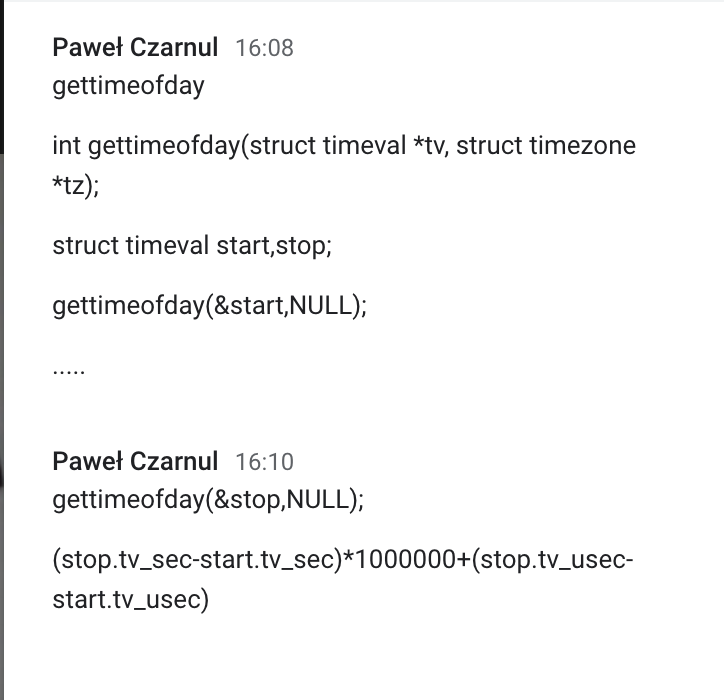 Paweł Czarnul 16:08
gettimeofday
int gettimeofday(struct timeval *tv, struct timezone
*tz);
struct timeval start,stop;
gettimeofday(&start,NULL);
.....
Paweł Czarnul 16:10
gettimeofday(&stop,NULL);
(stop.tv_sec-start.tv_sec)*1000000+(stop.tv_usec-
start.tv_usec)